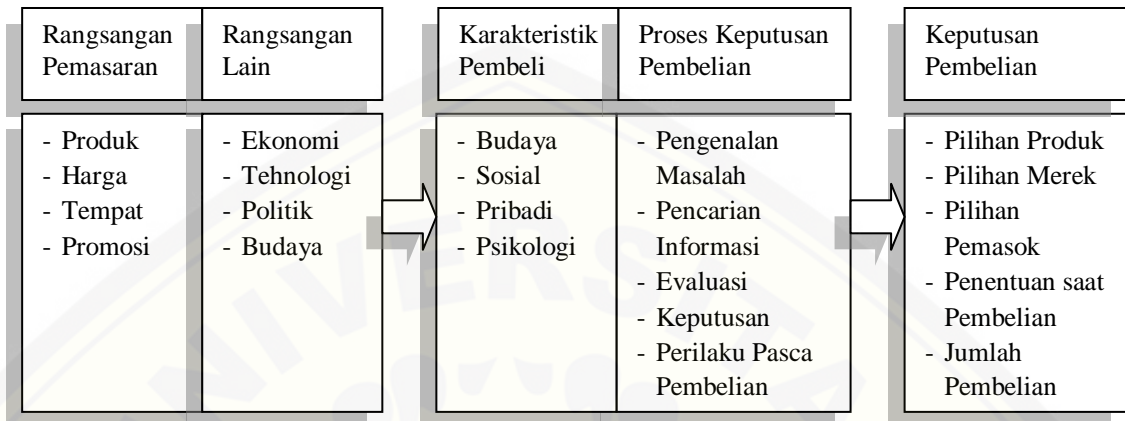 Rangsangan
Pemasaran
Rangsangan
Lain
Karakteristik
Pembeli
Proses Keputusan
Pembelian
Keputusan
Pembelian
- Produk
- Harga
- Tempat
- Promosi
- Ekonomi
- Tehnologi
- Politik
- Budaya
- Budaya
- Sosial
- Pribadi
- Psikologi
- Pengenalan
Masalah
- Pencarian
Informasi
- Evaluasi
- Keputusan
- Perilaku Pasca
Pembelian
- Pilihan Produk
- Pilihan Merek
- Pilihan
Pemasok
- Penentuan saat
Pembelian
- Jumlah
Pembelian
NIVERSITA